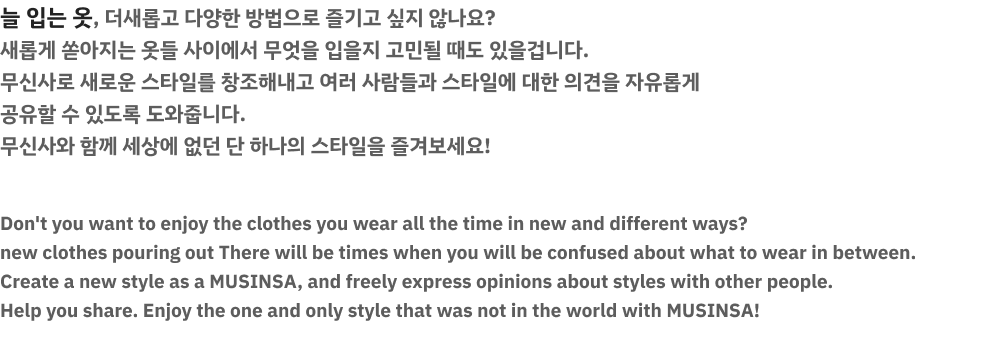 늘 입는 옷, 더새롭고 다양한 방법으로 즐기고 싶지 않나요?
새롭게 쏟아지는 옷들 사이에서 무엇을 입을지 고민될 때도 있을겁니다.
무신사로 새로운 스타일를 창조해내고 여러 사람들과 스타일에 대한 의견을 자유롭게
공유할 수 있도록 도와줍니다.
무신사와 함께 세상에 없던 단 하나의 스타일을 즐겨보세요!
Don't you want to enjoy the clothes you wear all the time in new and different ways?
new clothes pouring out There will be times when you will be confused about what to wear in between.
Create a new style as a MUSINSA, and freely express opinions about styles with other people.
Help you share. Enjoy the one and only style that was not in the world with MUSINSA!